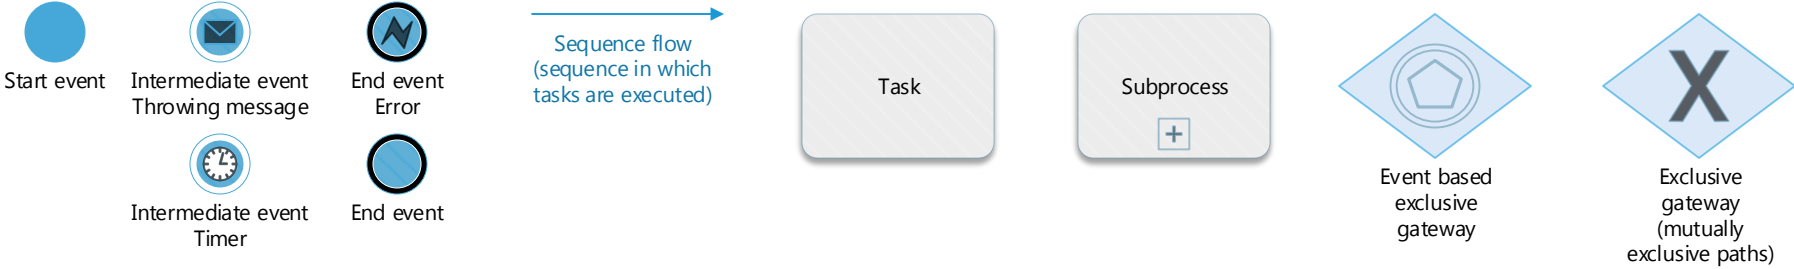 Start event
Intermediate event
Throwing message
End event
Error
Intermediate event
Timer
End event
Sequence flow
(sequence in which
tasks are executed)
Task
Subprocess
Event based
exclusive
gateway
X
Exclusive
gateway
(mutually
exclusive paths)